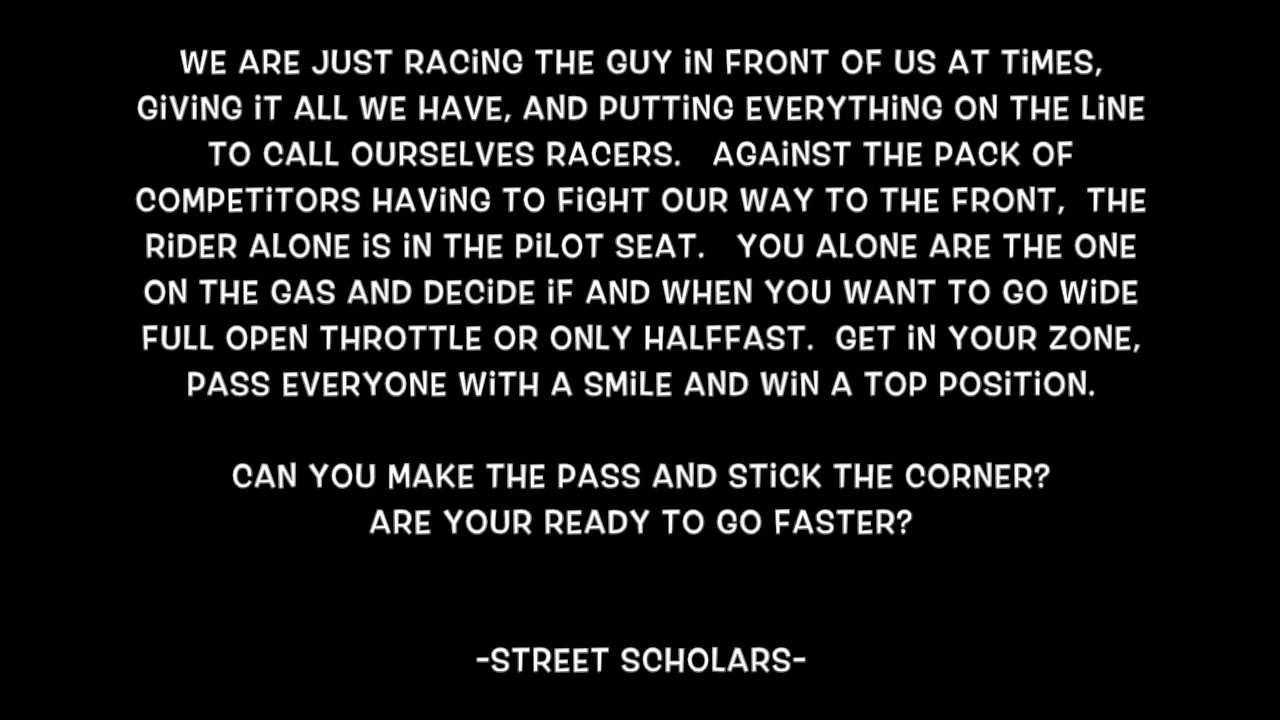 WE ARE JUST RACiNG THE GUY iN FRONT OF US AT TiMES,
GiViNG iT ALL WE HAVE, AND PUTTiNG EVERYTHiNG ON THE LiNE
TO CALL OURSELVES RACERS.   AGAiNST THE PACK OF
COMPETiTORS HAViNG TO FiGHT OUR WAY TO THE FRONT,  THE
RiDER ALONE iS iN THE PiLOT SEAT.   YOU ALONE ARE THE ONE
ON THE GAS AND DECiDE iF AND WHEN YOU WANT TO GO WiDE
FULL OPEN THROTTLE OR ONLY HALFFAST.  GET iN YOUR ZONE,
PASS EVERYONE WiTH A SMiLE AND WiN A TOP POSiTiON.
CAN YOU MAKE THE PASS AND STiCK THE CORNER?
ARE YOUR READY TO GO FASTER?
-STREET SCHOLARS-